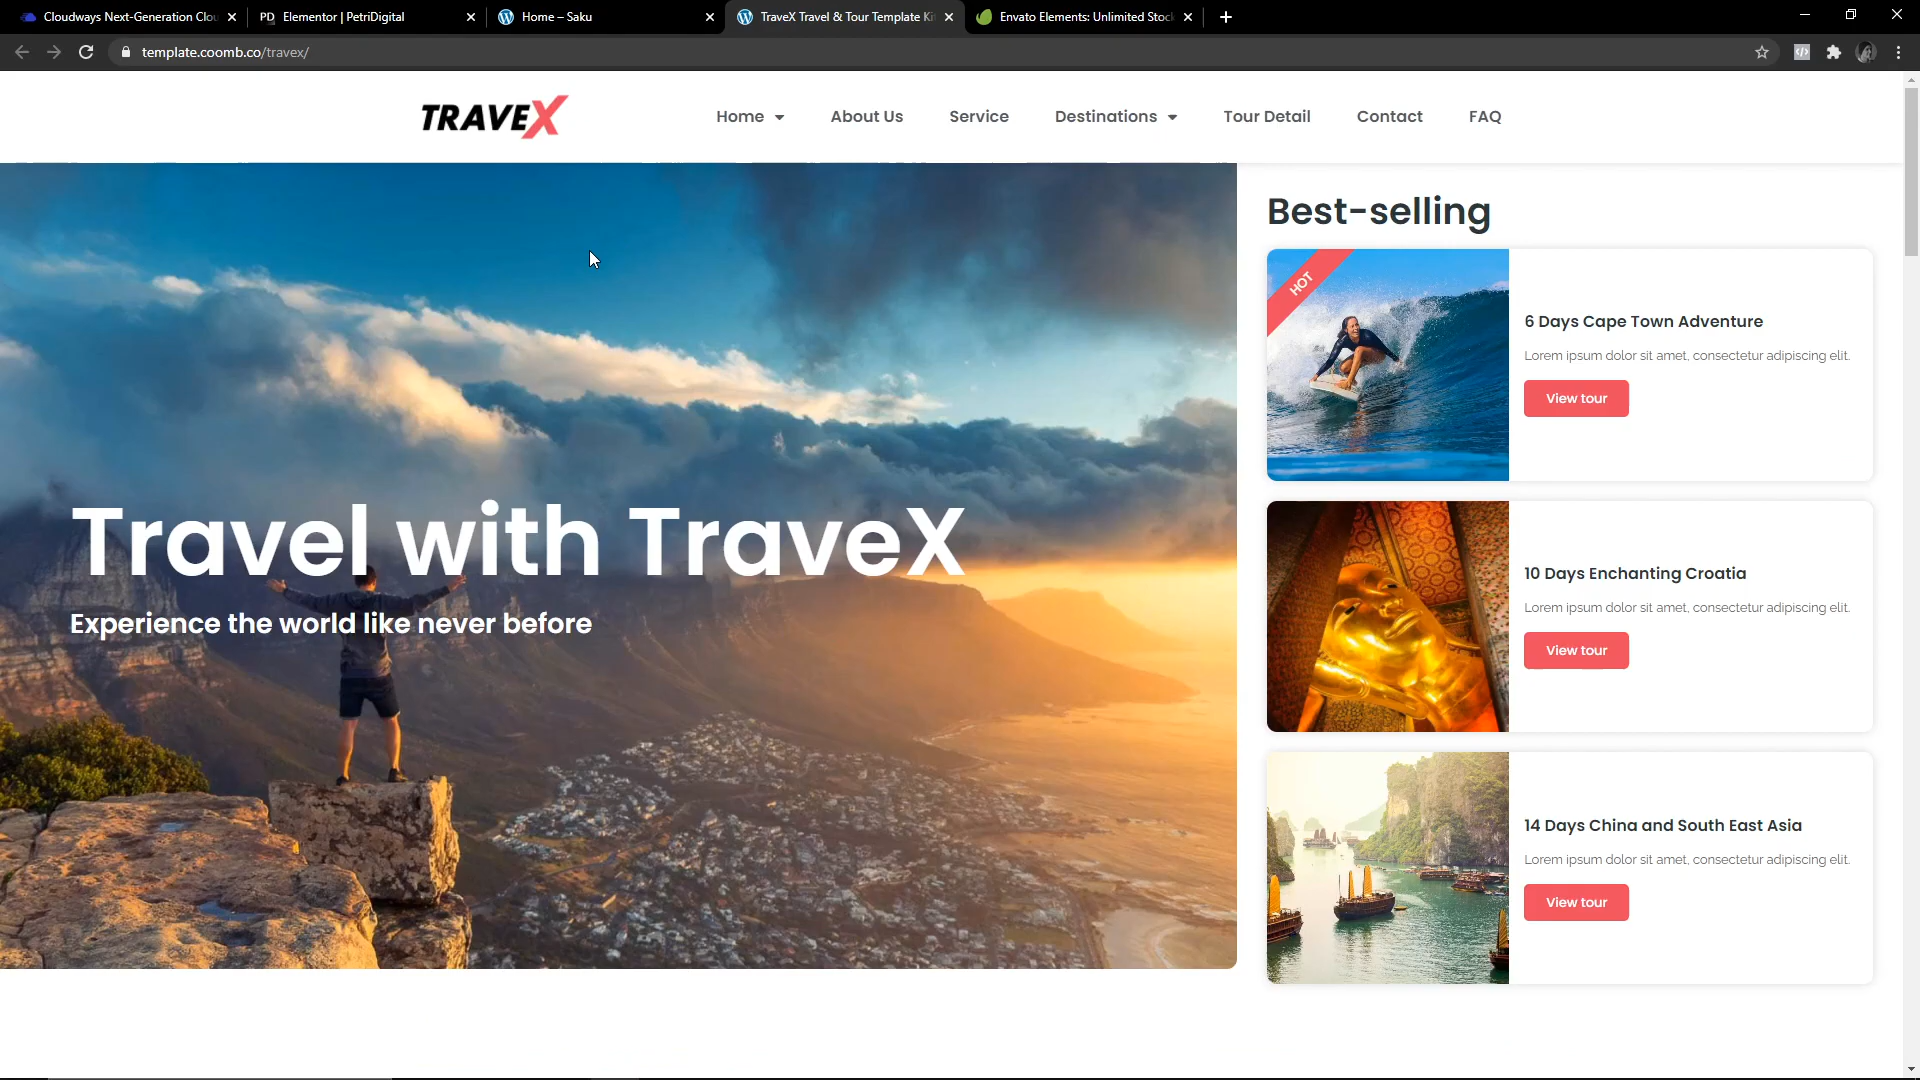 Cloudways Next-Generation Clou
PD Elementor | PetriDigital
Home – Saku
TraveX Travel & Tour Template Ki
Envato Elements: Unlimited Stoc
template.coomb.co/travex/
TRAVEX
Home
About Us
Service
Destinations
Tour Detail
Contact
FAQ
Travel with TraveX
Experience the world like never before
Best-selling
HOT
6 Days Cape Town Adventure
Lorem ipsum dolor sit amet, consectetur adipiscing elit.
View tour
10 Days Enchanting Croatia
Lorem ipsum dolor sit amet, consectetur adipiscing elit.
View tour
14 Days China and South East Asia
Lorem ipsum dolor sit amet, consectetur adipiscing elit.
View tour